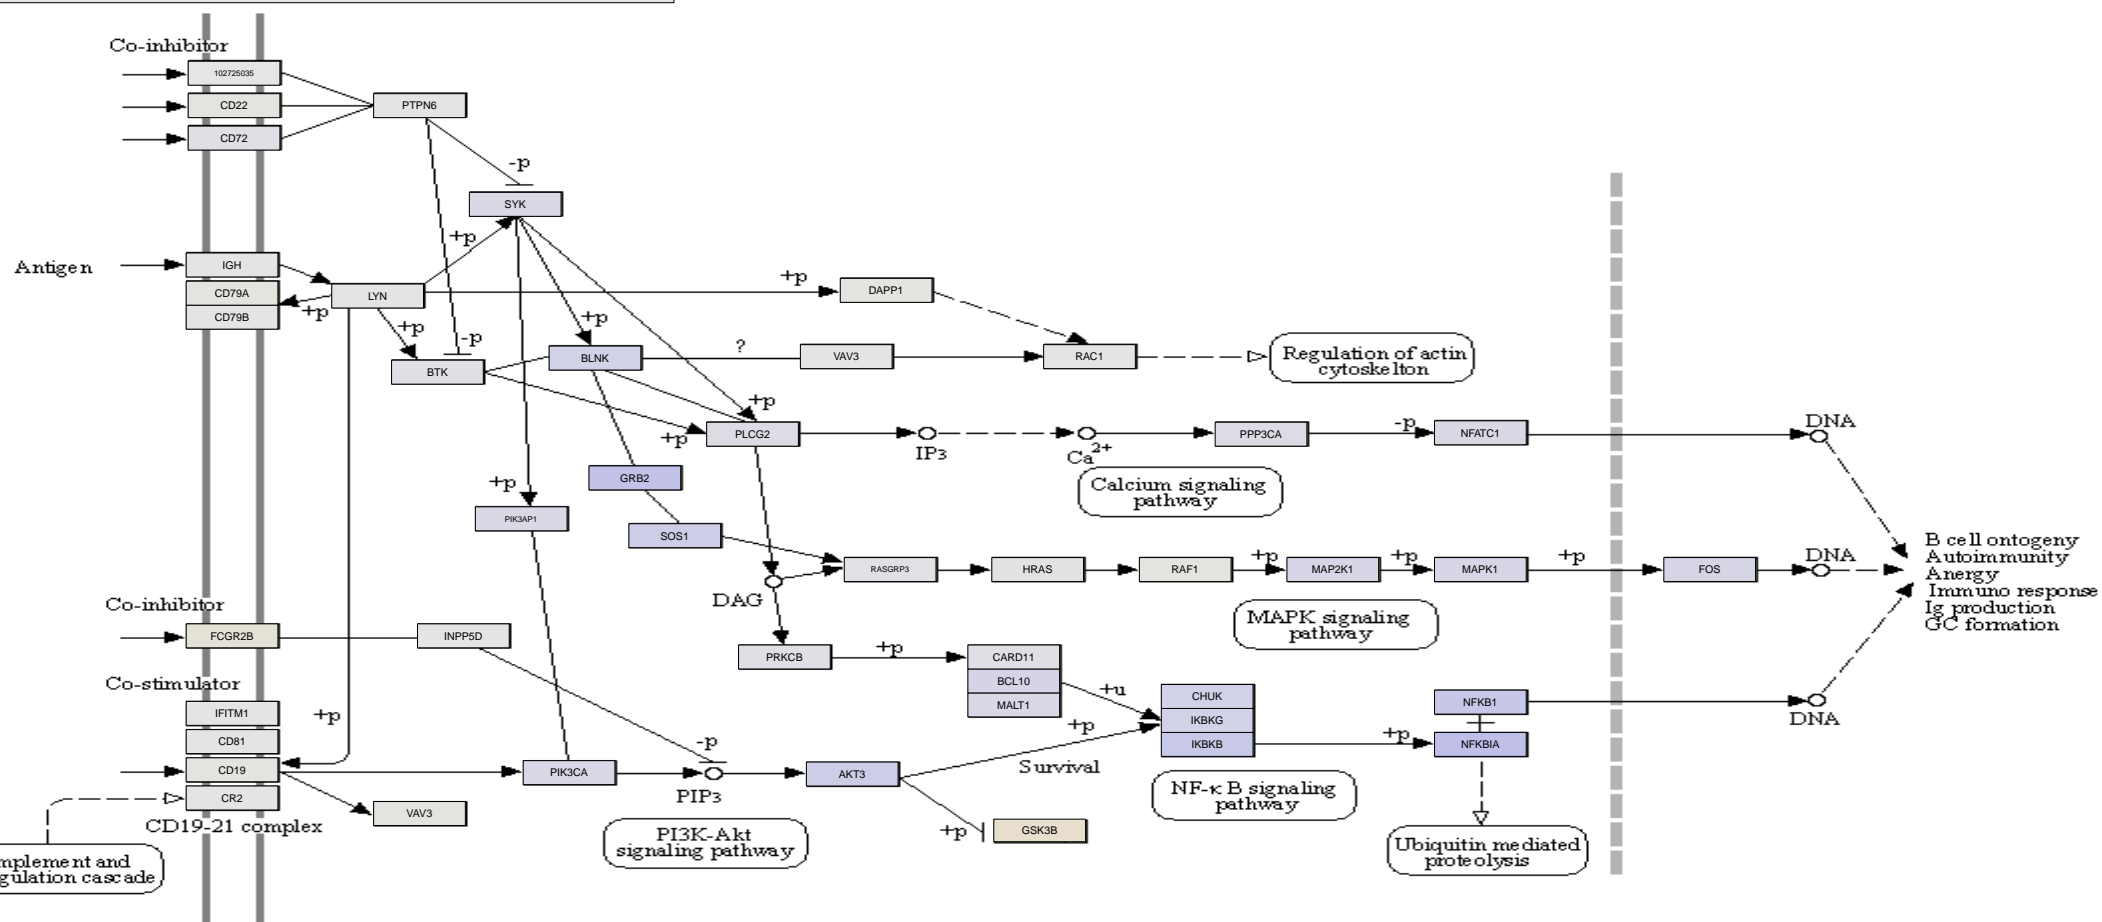 Co-inhibitor
102725035
CD22
PTPN6
CD72
-p
SYK
+p
Antigen
IGH
CD79A
LYN
+p
DAPP1
+p
CD79B
+p
-p
+p
BTK
BLNK
?
VAV3
RAC1
Regulation of actin
cytoskelton
+p
+p
PLCG2
IP3
Ca2+
PPP3CA
-p
NFATC1
DNA
Calcium signaling
pathway
GRB2
+p
PIK3AP1
SOS1
RASGRP3
HRAS
RAF1
+p
MAP2K1
+p
MAPK1
+p
FOS
DNA
B cell ontogeny
Autoimmunity
Anergy
Immuno response
Ig production
GC formation
DAG
MAPK signaling
pathway
Co-inhibitor
FCGR2B
INPP5D
PRKCB
+p
CARD11
BCL10
MALT1
+u
+p
CHUK
IKBKG
IKBKB
+p
NFKB1
NFKBIA
DNA
Co-stimulator
IFITM1
+p
CD81
CD19
CR2
-p
PIK3CA
PIP3
AKT3
Survival
VAV3
CD19-21 complex
+p
GSK3B
PI3K-Akt
signaling pathway
NF-κ B signaling
pathway
Ubiquitin mediated
proteolysis
mplement and
gulation cascade